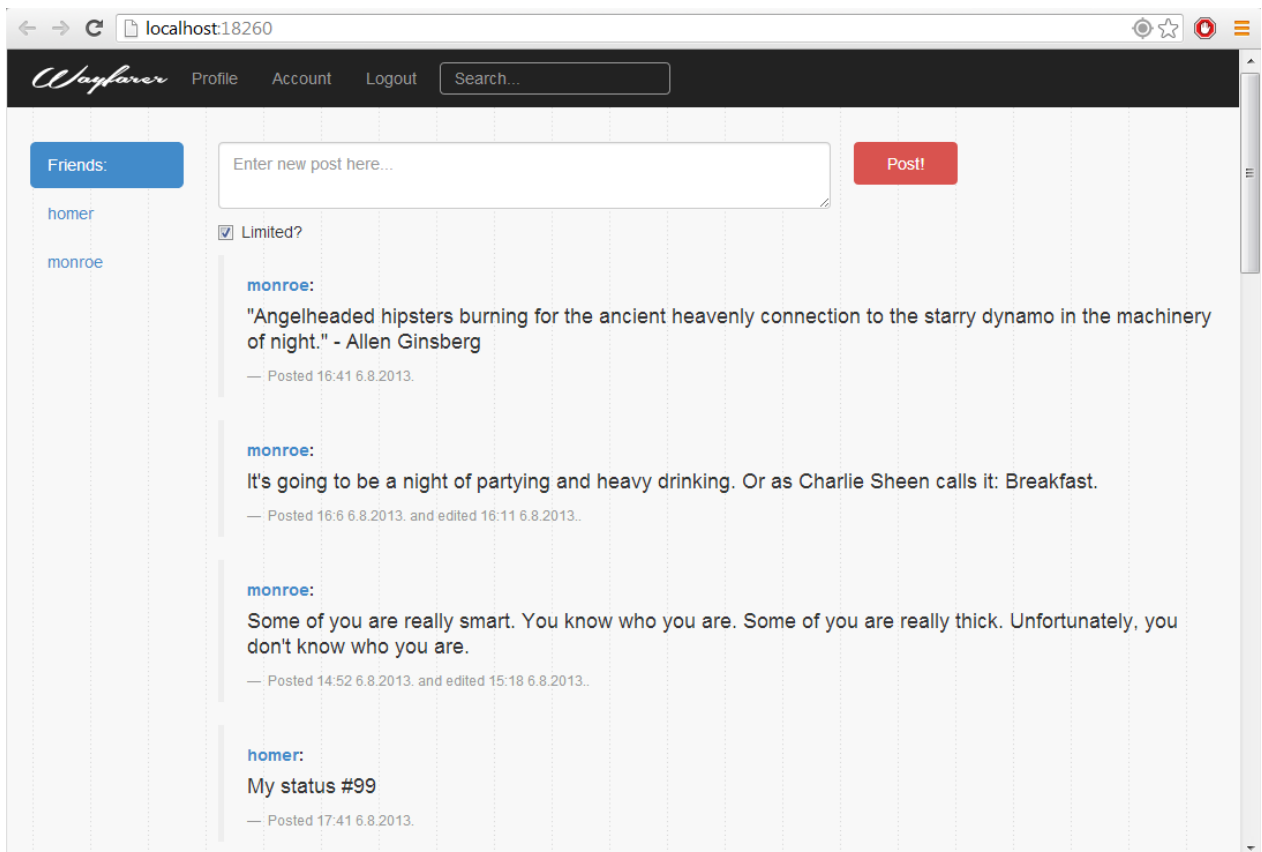 localhost:18260
Wayfarer Profile Account Logout Search...
Friends:
homer
monroe
Enter new post here...
Post!
Limited?
monroe:
"Angelheaded hipsters burning for the ancient heavenly connection to the starry dynamo in the machinery
of night." - Allen Ginsberg
— Posted 16:41 6.8.2013.
monroe:
It's going to be a night of partying and heavy drinking. Or as Charlie Sheen calls it: Breakfast.
— Posted 16:6 6.8.2013. and edited 16:11 6.8.2013..
monroe:
Some of you are really smart. You know who you are. Some of you are really thick. Unfortunately, you
don't know who you are.
— Posted 14:52 6.8.2013. and edited 15:18 6.8.2013..
homer:
My status #99
— Posted 17:41 6.8.2013.